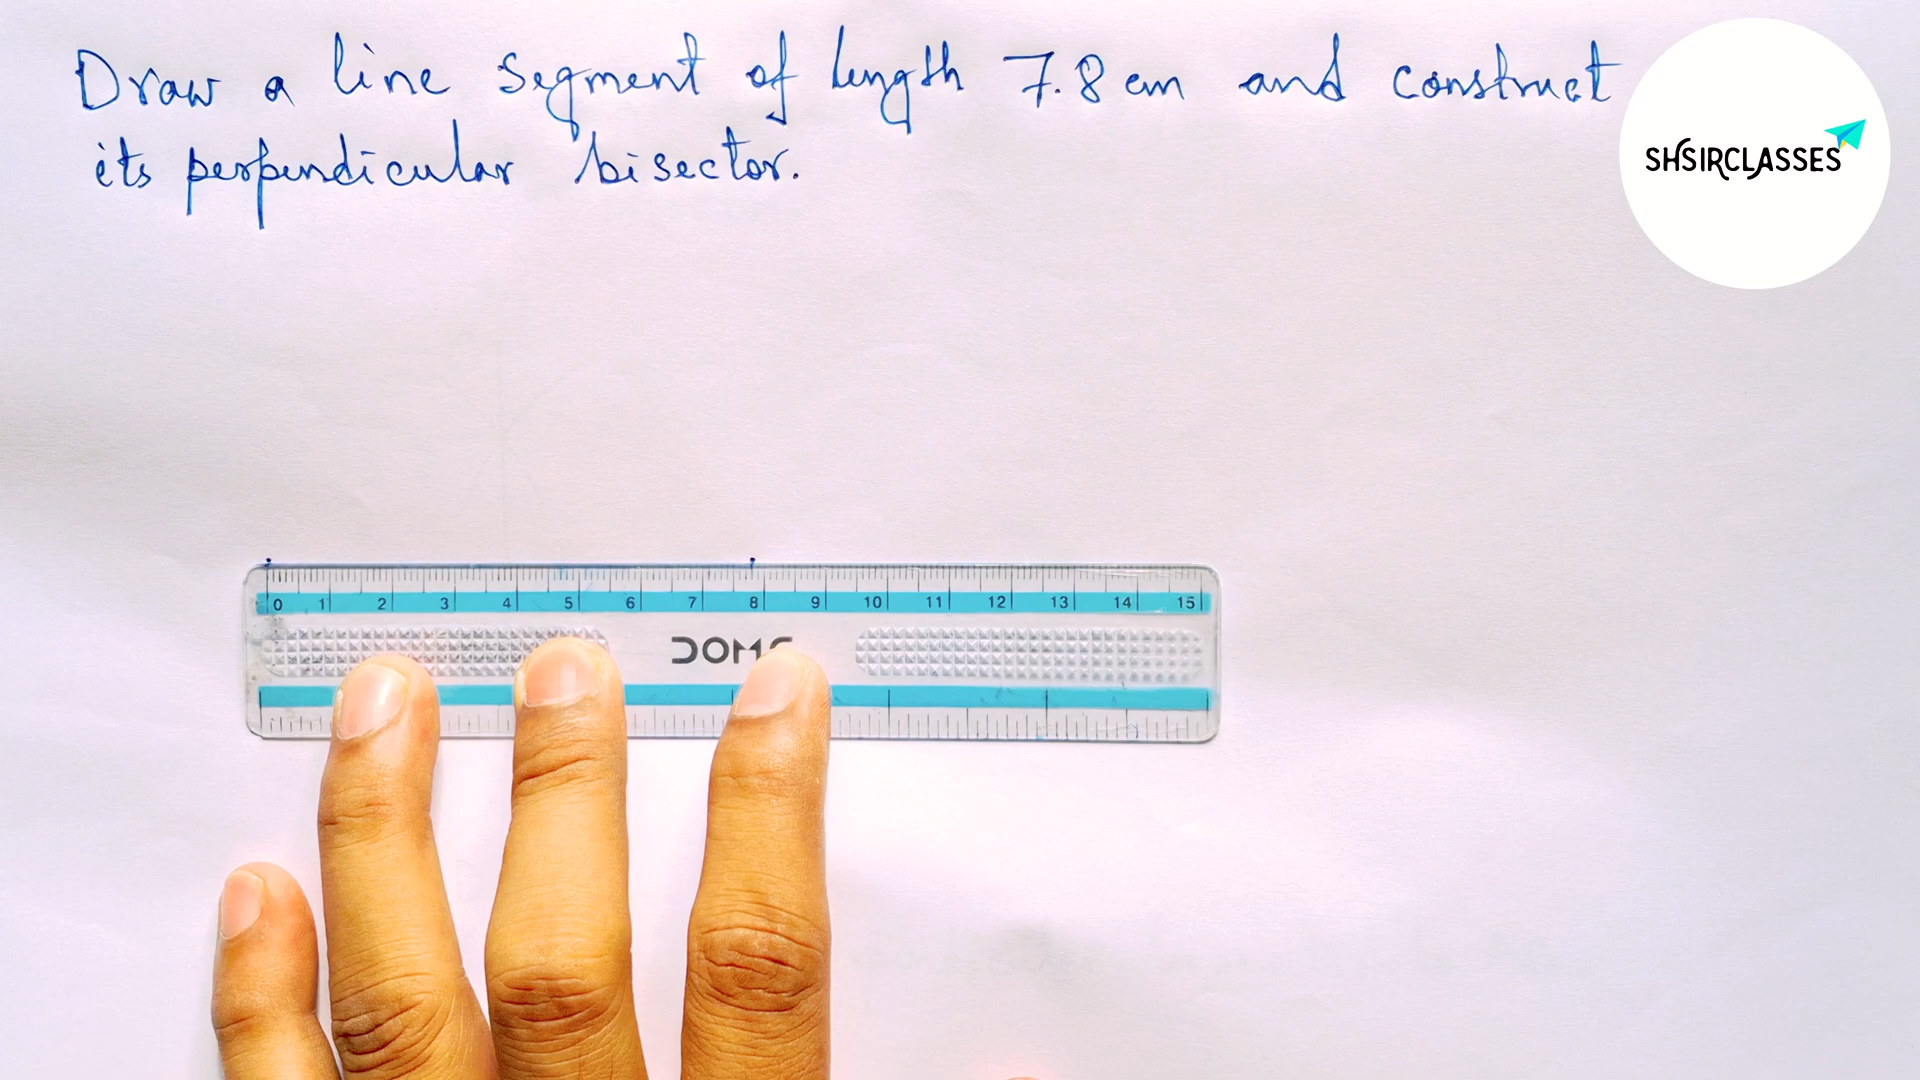 Draw a line segment of length 7.8 cm and construct
its perpendicular bisector.
SHSIRCLASSES
0 1 2 3 4 5 6 7 8 9 10 11 12 13 14 15